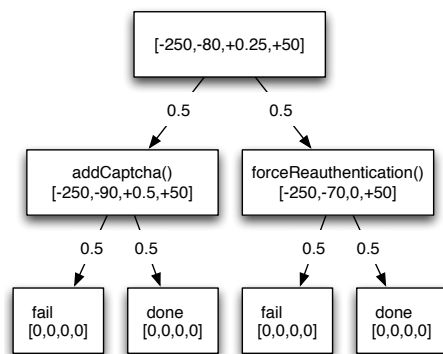 [-250,-80,+0.25,+50]
0.5 0.5
addCaptcha() forceReauthentication()
[-250,-90,+0.5,+50] [-250,-70,0,+50]
0.5 0.5 0.5 0.5
fail done fail done
[0,0,0,0] [0,0,0,0] [0,0,0,0] [0,0,0,0]